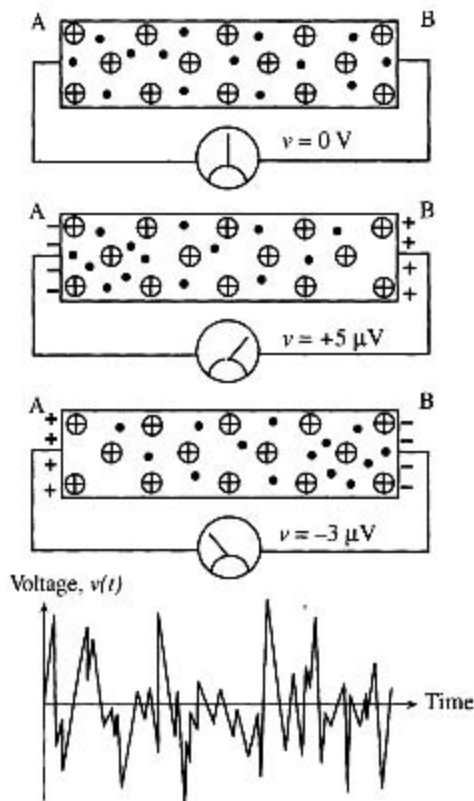 A B
v = 0 V
A B
v = +5 μV
A B
v = –3 μV
Voltage, v(t)
Time